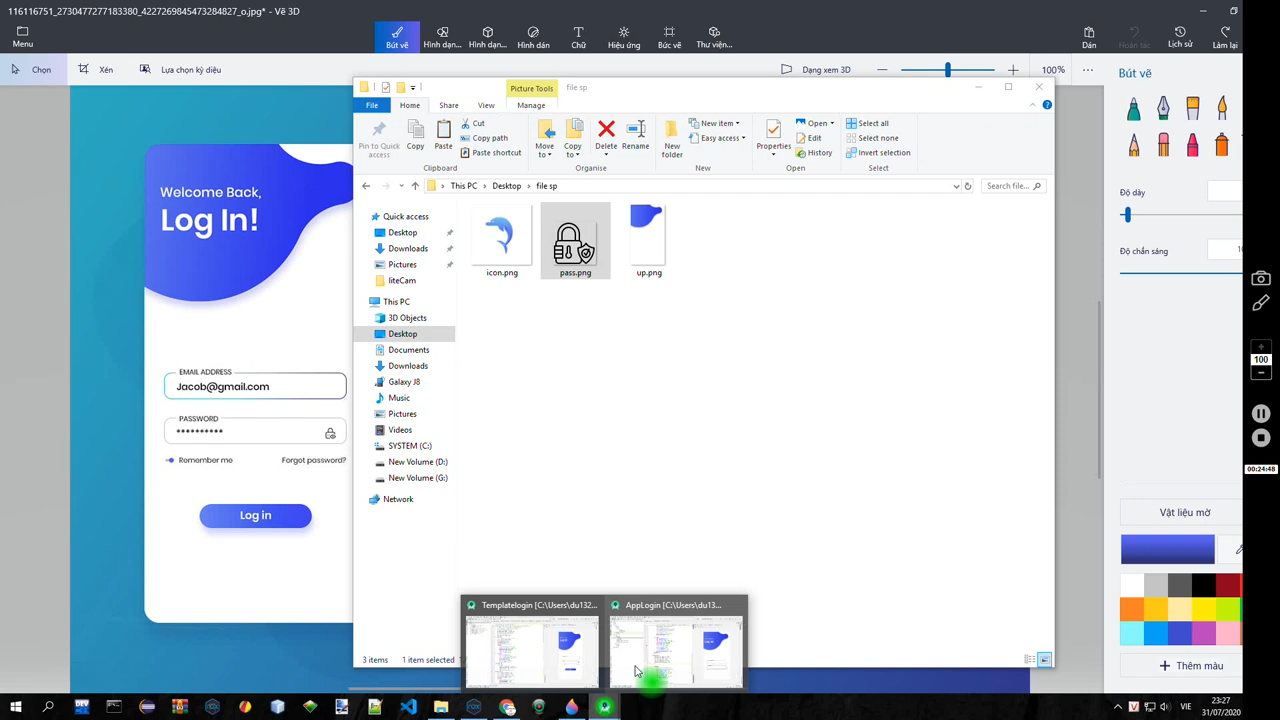 116116751_2730477277183380_4227269845473284827_o.jpg* - Vẽ 3D
Menu
Bút vẽ
Hình dạn...
Hình dạ...
Hình dán
Chữ
Hiệu ứng
Bức vẽ
Thư viện...
Dán
Hoàn tác
Lịch sử
Làm lại
Chọn
Xén
Lựa chọn kỳ diệu
Dạng xem 3D
100%
Bút vẽ
Độ dày
Độ chắn sáng
Vật liệu mờ
Thêm màu
Welcome Back,
Log In!
EMAIL ADDRESS
Jacob@gmail.com
PASSWORD
**********
Remember me
Forgot password?
Log in
Picture Tools
file sp
File
Home
Share
View
Manage
Pin to Quick access
Copy
Paste
Cut
Copy path
Paste shortcut
Clipboard
Move to
Copy to
Delete
Rename
Organise
New folder
New item
Easy access
New
Properties
Open
Edit
History
Open
Select all
Select none
Invert selection
Select
This PC
Desktop
file sp
Search file...
Quick access
Desktop
Downloads
Pictures
liteCam
This PC
3D Objects
Desktop
Documents
Downloads
Galaxy J8
Music
Pictures
Videos
SYSTEM (C:)
New Volume (D:)
New Volume (G:)
Network
icon.png
pass.png
up.png
3 items
1 item selected
Templatelogin [C:\Users\du132...
AppLogin [C:\Users\du13...
100
00:24:48
VIE
23:27
31/07/2020